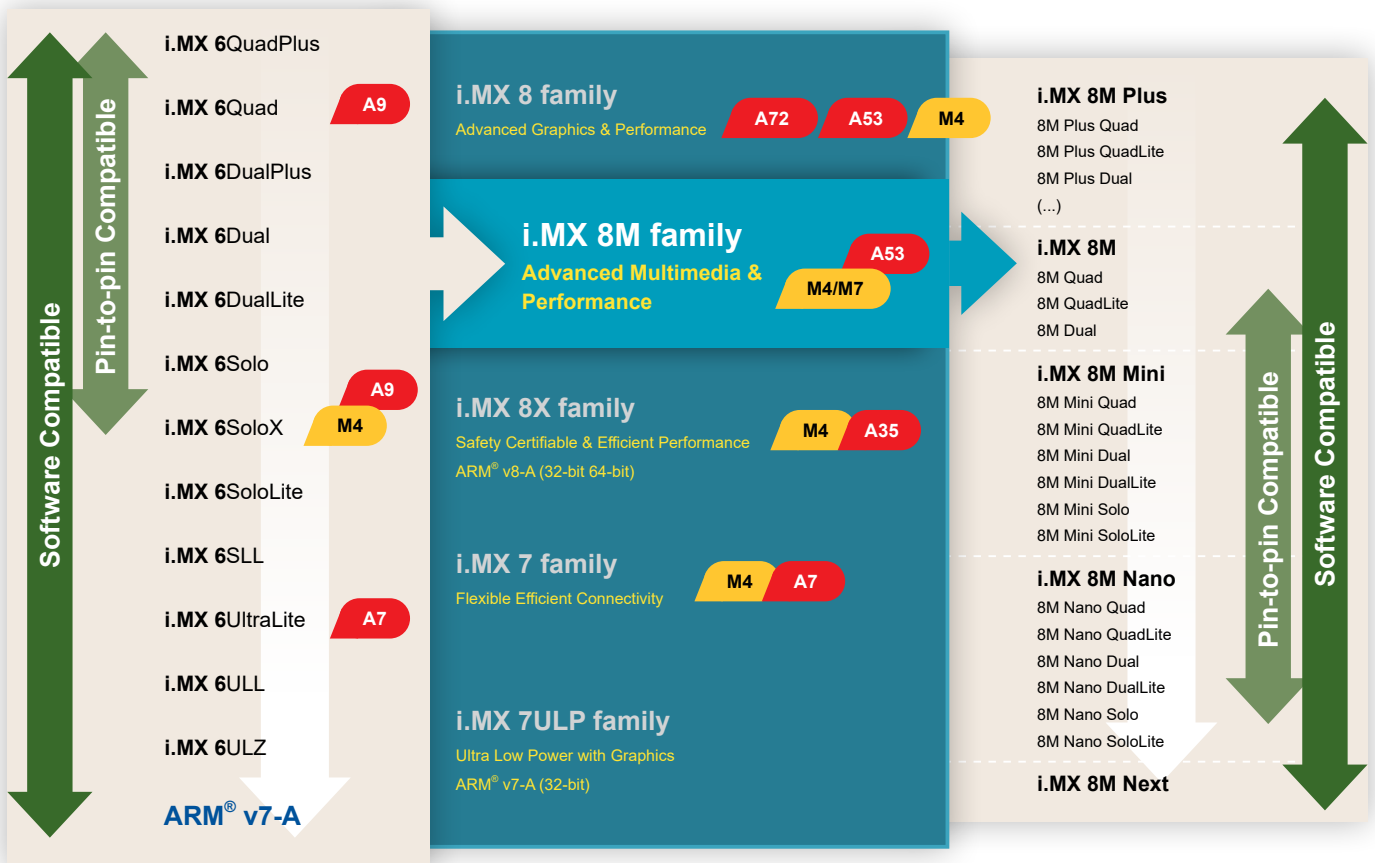 Software Compatible
Pin-to-pin Compatible
i.MX 6QuadPlus
i.MX 6Quad
A9
i.MX 6DualPlus
i.MX 6Dual
i.MX 6DualLite
i.MX 6Solo
A9
i.MX 6SoloX
M4
i.MX 6SoloLite
i.MX 6SLL
i.MX 6UltraLite
A7
i.MX 6ULL
i.MX 6ULZ
ARM® v7-A
i.MX 8 family
Advanced Graphics & Performance
A72
A53
M4
i.MX 8M family
Advanced Multimedia &
Performance
A53
M4/M7
i.MX 8X family
Safety Certifiable & Efficient Performance
ARM® v8-A (32-bit 64-bit)
M4
A35
i.MX 7 family
Flexible Efficient Connectivity
M4
A7
i.MX 7ULP family
Ultra Low Power with Graphics
ARM® v7-A (32-bit)
i.MX 8M Plus
8M Plus Quad
8M Plus QuadLite
8M Plus Dual
(...)
i.MX 8M
8M Quad
8M QuadLite
8M Dual
i.MX 8M Mini
8M Mini Quad
8M Mini QuadLite
8M Mini Dual
8M Mini DualLite
8M Mini Solo
8M Mini SoloLite
i.MX 8M Nano
8M Nano Quad
8M Nano QuadLite
8M Nano Dual
8M Nano DualLite
8M Nano Solo
8M Nano SoloLite
i.MX 8M Next
Pin-to-pin Compatible
Software Compatible